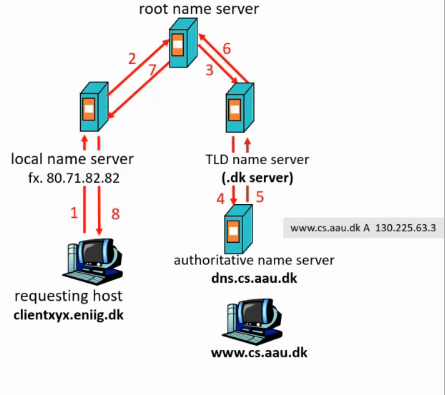 root name server
2
7
3
6
local name server
fx. 80.71.82.82
TLD name server
(.dk server)
1
8
4
5
www.cs.aau.dk A 130.225.63.3
authoritative name server
dns.cs.aau.dk
requesting host
clientxyx.eniig.dk
www.cs.aau.dk